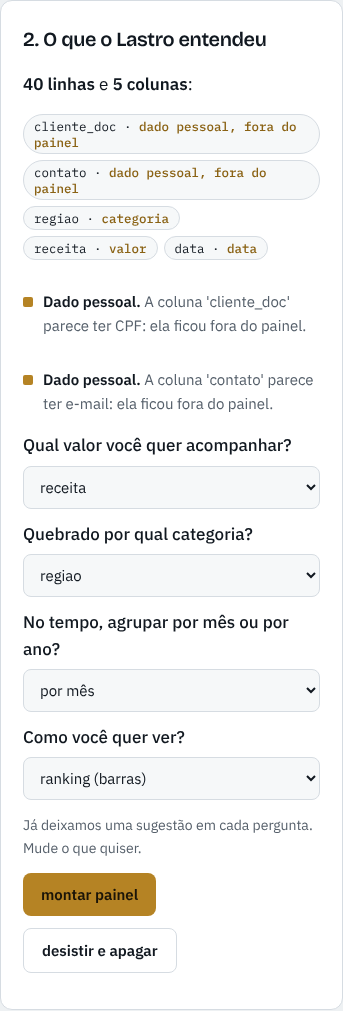 2. O que o Lastro entendeu
40 linhas e 5 colunas:
cliente_doc · dado pessoal, fora do
painel
contato · dado pessoal, fora do
painel
regiao · categoria
receita · valor data · data
Dado pessoal. A coluna 'cliente_doc'
parece ter CPF: ela ficou fora do painel.
Dado pessoal. A coluna 'contato' parece
ter e-mail: ela ficou fora do painel.
Qual valor você quer acompanhar?
receita
Quebrado por qual categoria?
regiao
No tempo, agrupar por mês ou por
ano?
por mês
Como você quer ver?
ranking (barras)
Já deixamos uma sugestão em cada pergunta.
Mude o que quiser.
montar painel
desistir e apagar